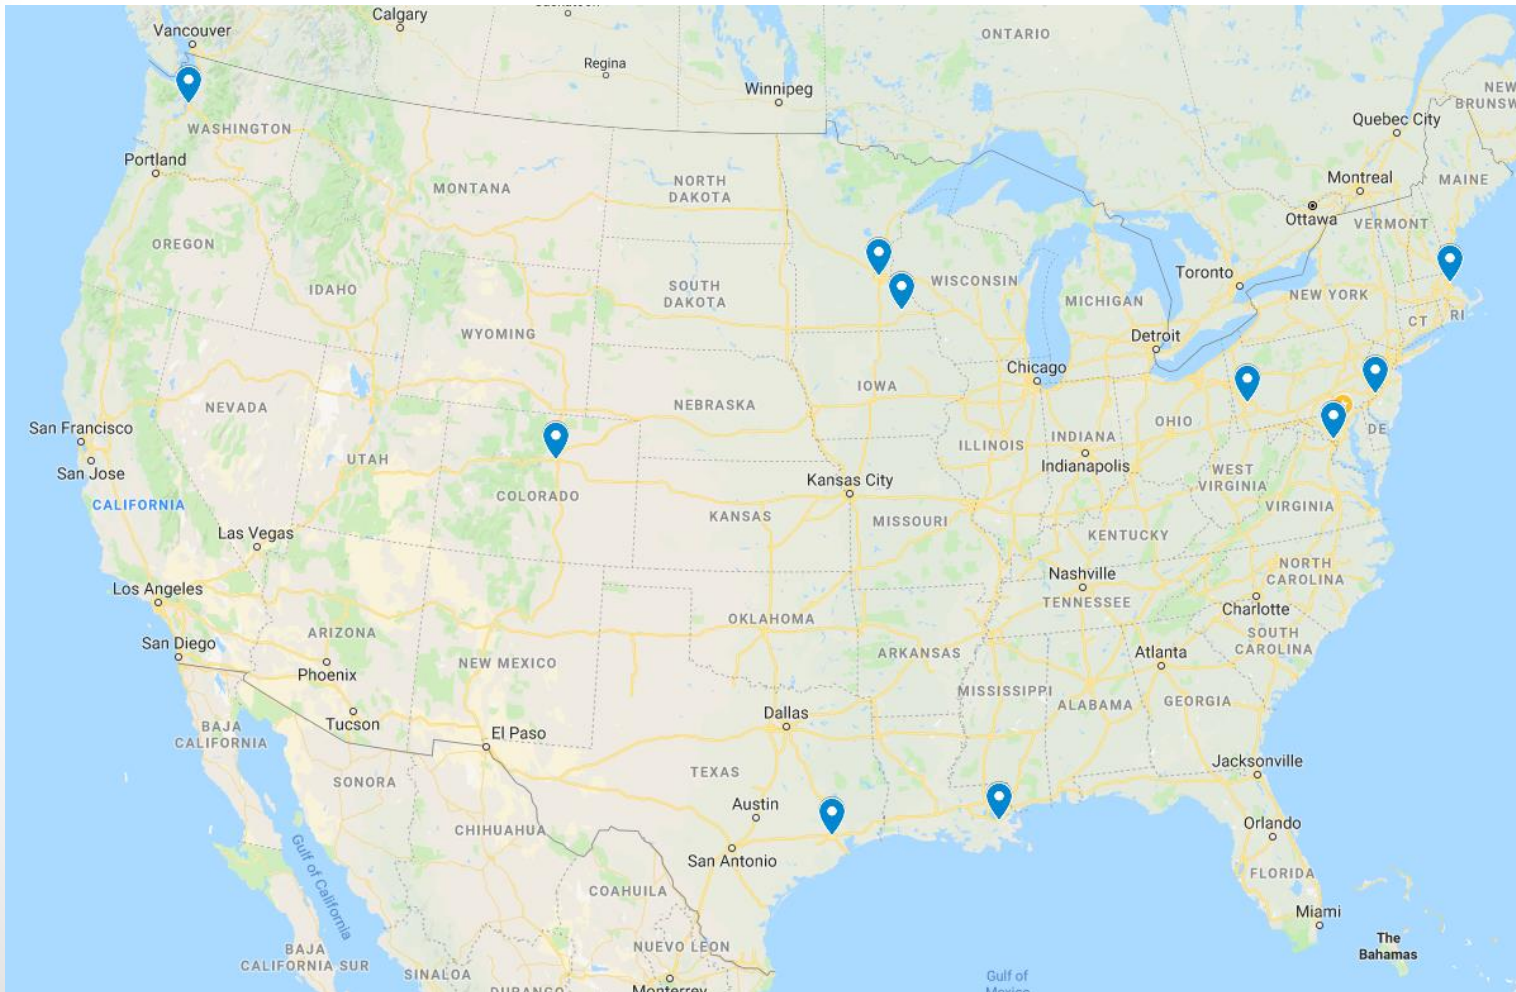 Calgary
Saskatoon
Vancouver
ONTARIO
Regina
Winnipeg
NEW
Quebec City
WASHINGTON
Portland
MONTANA
NORTH
DAKOTA
Montreal
MAINE
Ottawa
VERMONT
OREGON
IDAHO
SOUTH
DAKOTA
WISCONSIN
Toronto
MICHIGAN
NEW YORK
CT
RI
WYOMING
Detroit
Chicago
IOWA
NEVADA
NEBRASKA
San Francisco
San Jose
UTAH
ILLINOIS
INDIANA
OHIO
DE
Indianapolis
WEST
VIRGINIA
CALIFORNIA
COLORADO
Kansas City
KANSAS
MISSOURI
VIRGINIA
Las Vegas
KENTUCKY
Los Angeles
Nashville
TENNESSEE
NORTH
CAROLINA
Charlotte
OKLAHOMA
San Diego
ARIZONA
Phoenix
NEW MEXICO
ARKANSAS
Atlanta
SOUTH
CAROLINA
Tucson
El Paso
Dallas
MISSISSIPPI
ALABAMA
GEORGIA
BAJA
CALIFORNIA
SONORA
TEXAS
Jacksonville
CHIHUAHUA
Austin
San Antonio
Orlando
Gulf of California
COAHUILA
FLORIDA
Miami
BAJA
CALIFORNIA SUR
SINALOA
DURANGO
NUEVO LEON
Monterrey
Gulf of
Mexico
The
Bahamas